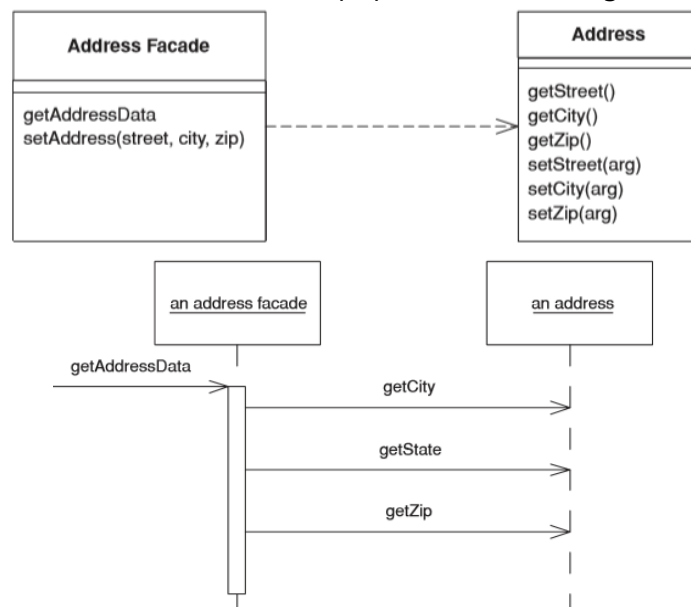 Address Facade
getAddressData
setAddress(street, city, zip)
Address
getStreet()
getCity()
getZip()
setStreet(arg)
setCity(arg)
setZip(arg)
an address facade
an address
getAddressData
getCity
getState
getZip